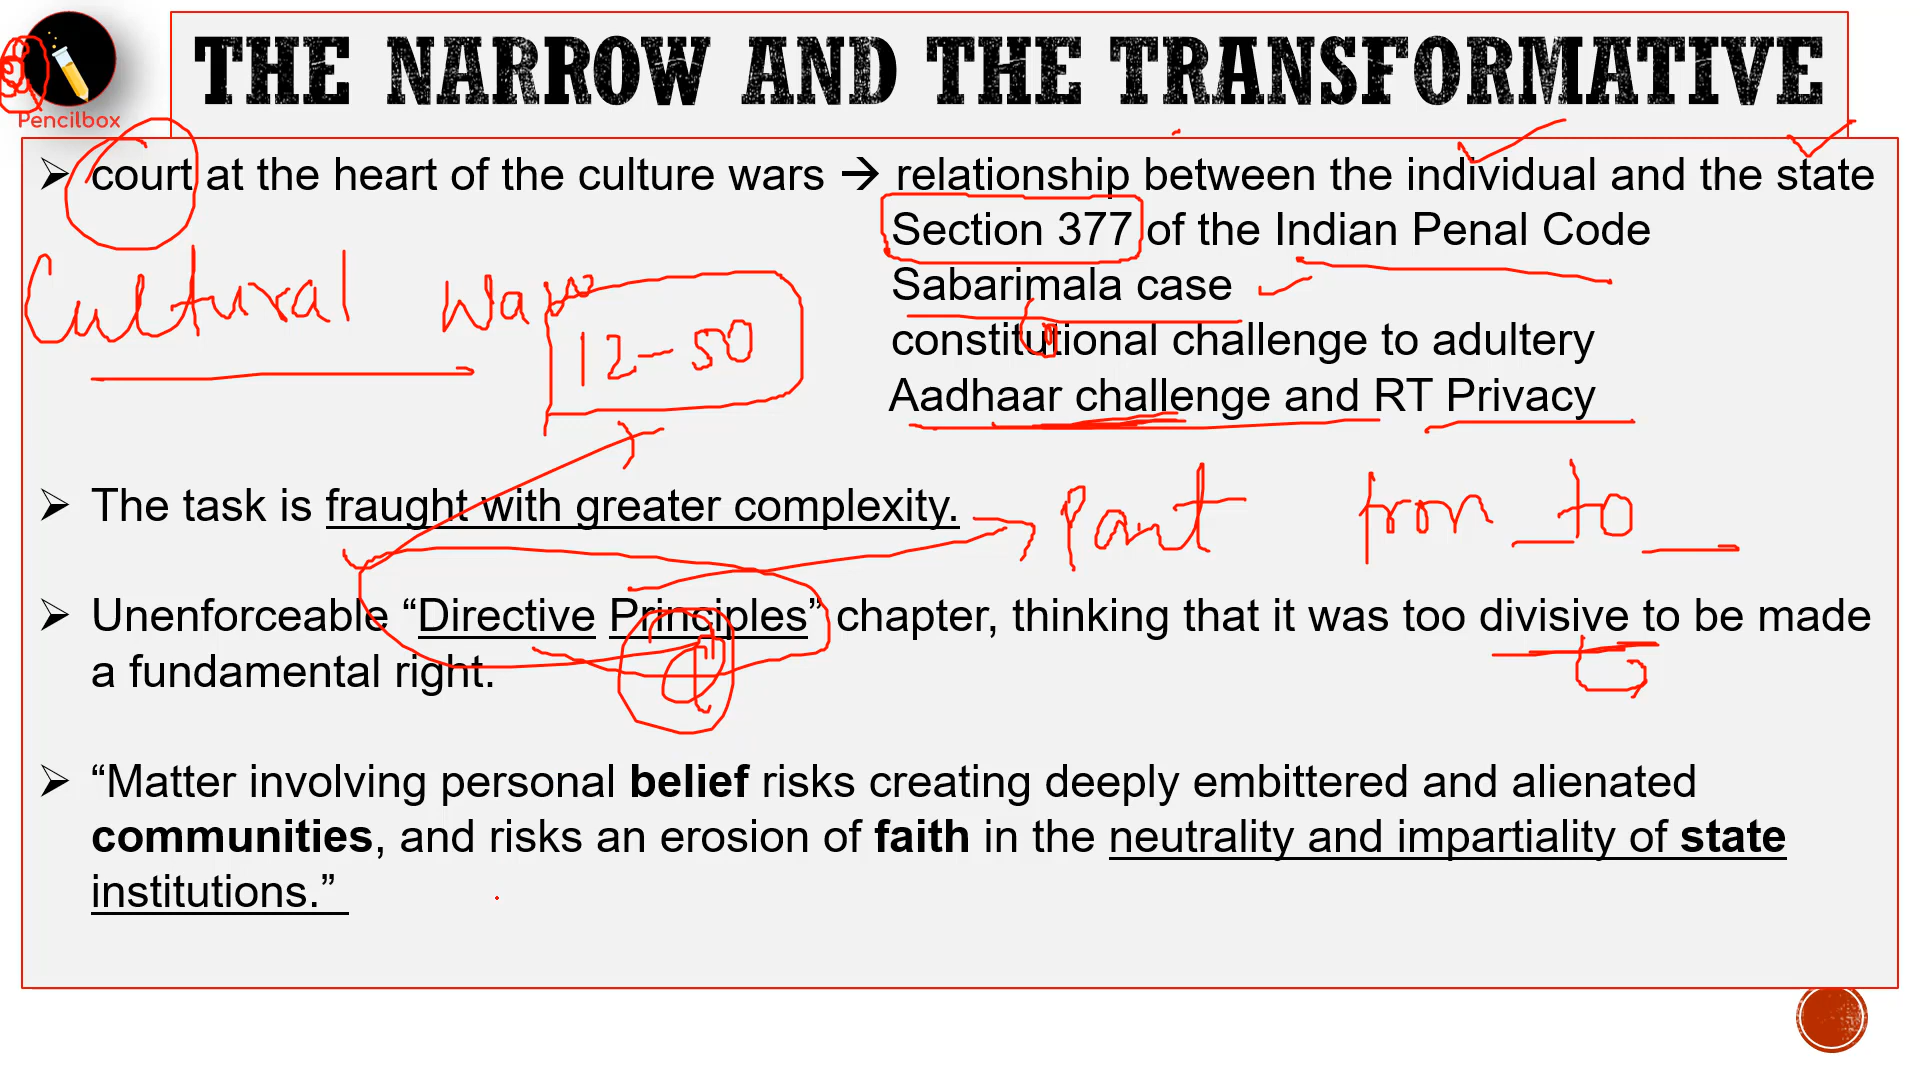 Pencilbox
THE NARROW AND THE TRANSFORMATIVE
➢ court at the heart of the culture wars → relationship between the individual and the state
Section 377 of the Indian Penal Code
Sabarimala case
Cultural Wars
12-50
constitutional challenge to adultery
Aadhaar challenge and RT Privacy
➢ The task is fraught with greater complexity.
Part from _ to _
➢ Unenforceable “Directive Principles” chapter, thinking that it was too divisive to be made
a fundamental right.
➢ “Matter involving personal belief risks creating deeply embittered and alienated
communities, and risks an erosion of faith in the neutrality and impartiality of state
institutions.”